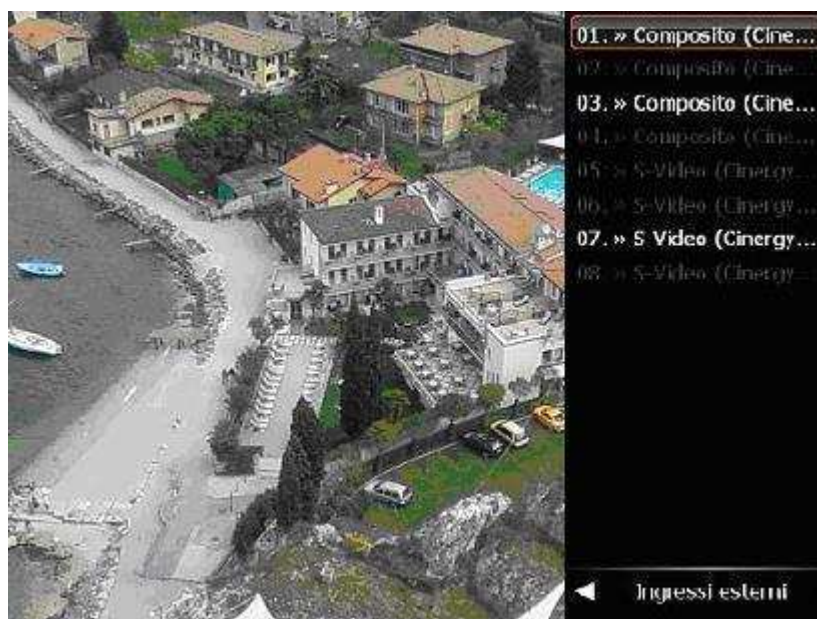 01. » Composito (Cine...
02. » Composito (Cine...
03. » Composito (Cine...
04. » Composito (Cine...
05. » S-Video (Cinergy...
06. » S-Video (Cinergy...
07. » S-Video (Cinergy...
08. » S-Video (Cinergy...
Ingressi esterni